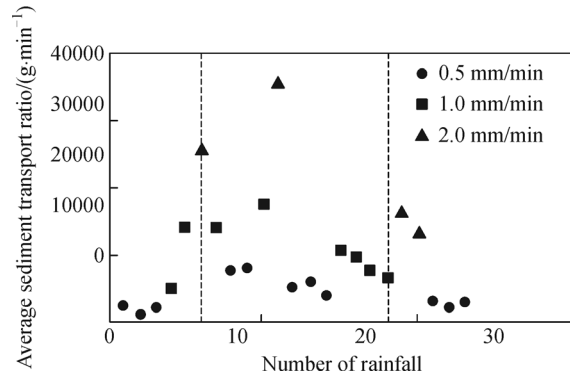 Average sediment transport ratio/(g·min⁻¹)
40000
30000
20000
10000
0
0.5 mm/min
1.0 mm/min
2.0 mm/min
0 10 20 30
Number of rainfall